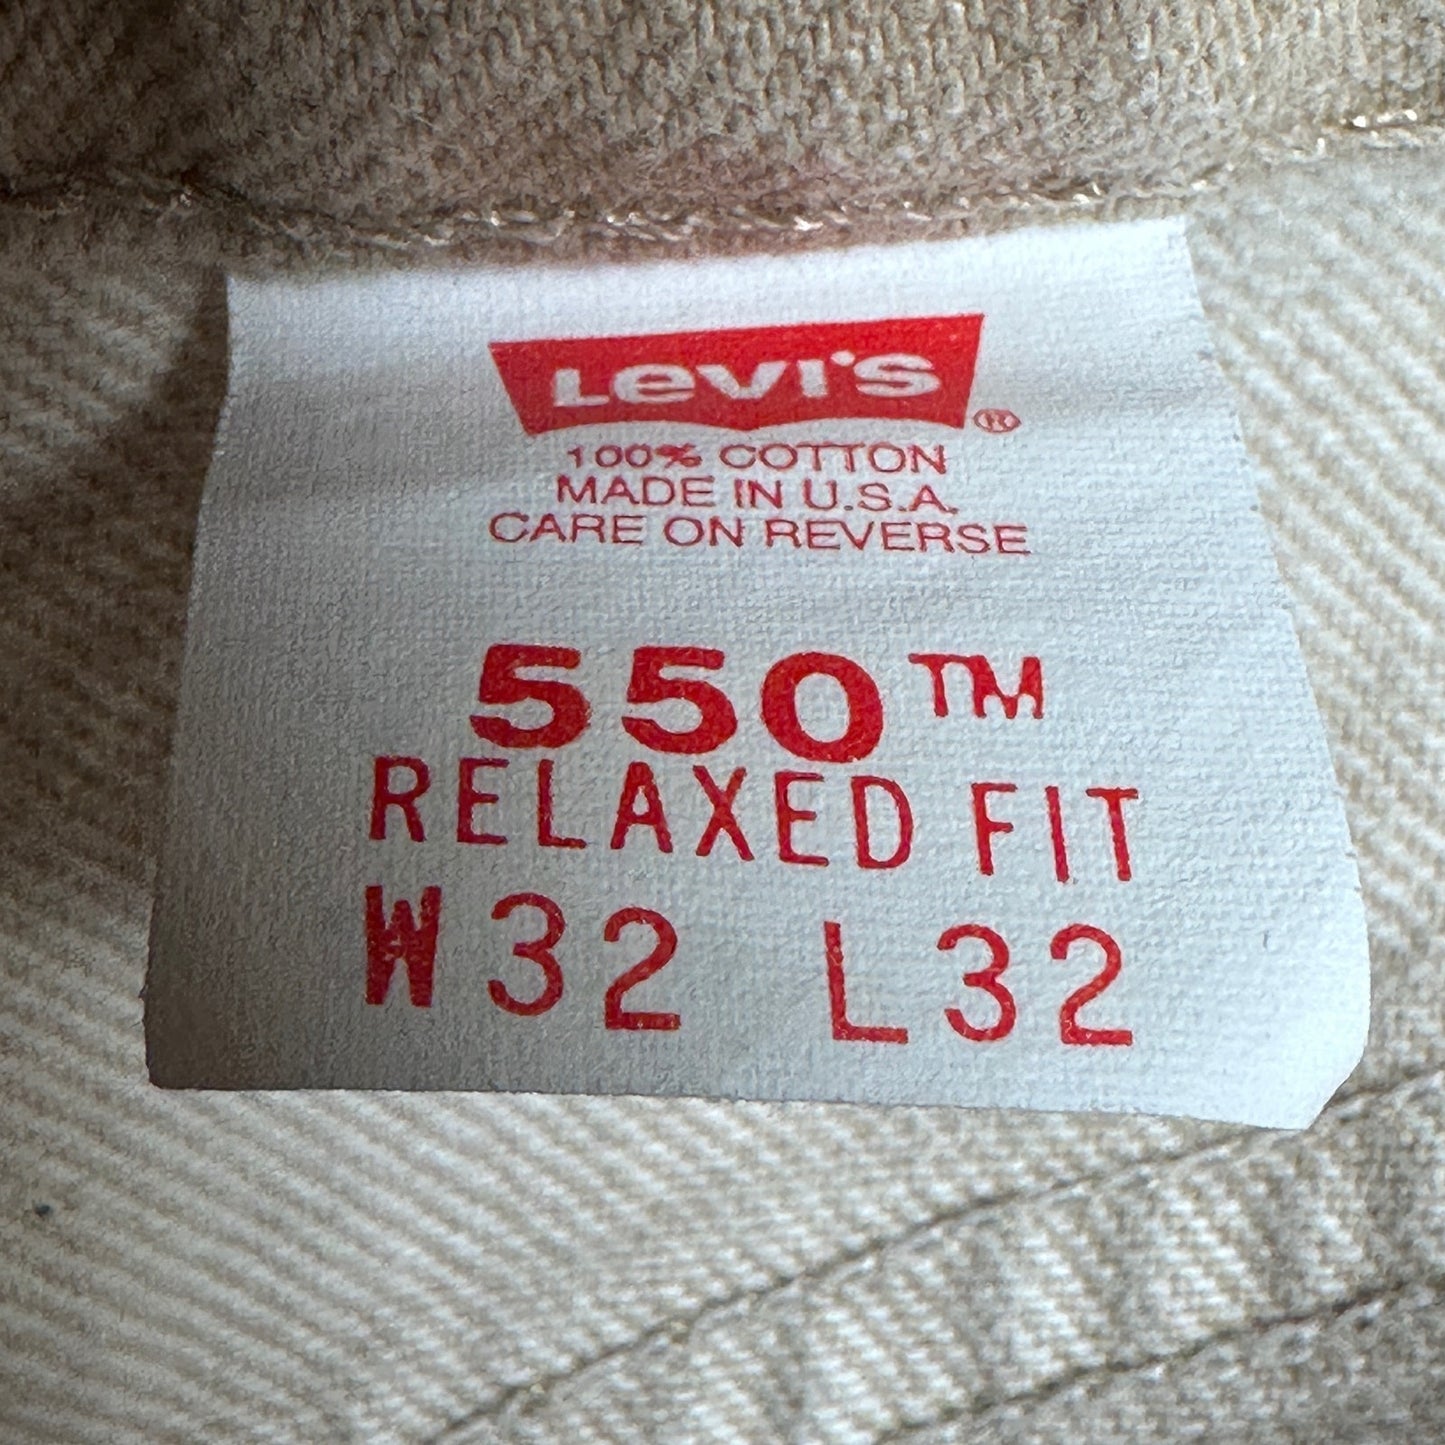 Levi's ®
100% COTTON
MADE IN U.S.A.
CARE ON REVERSE
550™
RELAXED FIT
W32 L32